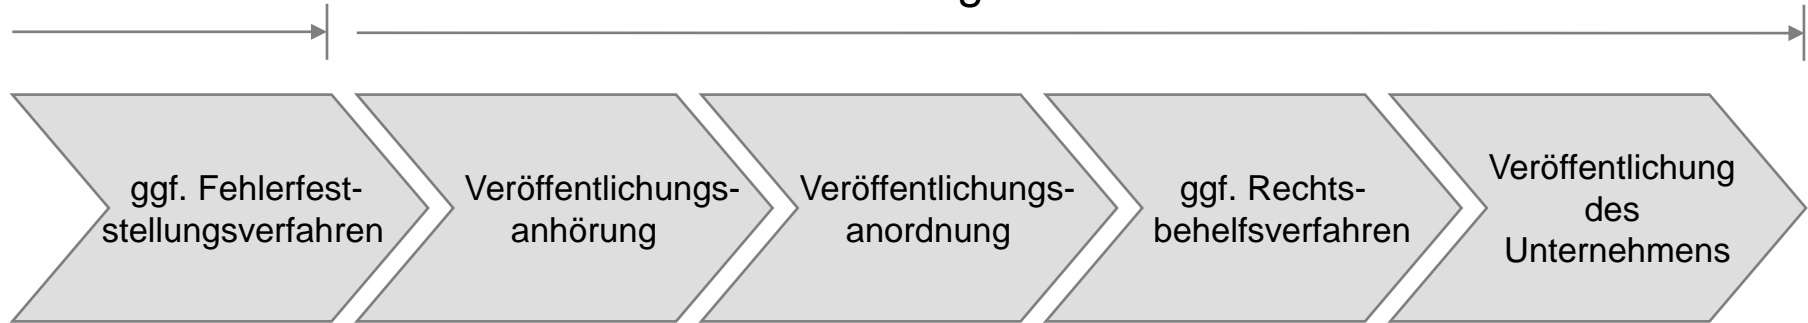 ggf. Fehlerfest-
stellungsverfahren
Veröffentlichungs-
anhörung
Veröffentlichungs-
anordnung
ggf. Rechts-
behelfsverfahren
Veröffentlichung
des
Unternehmens